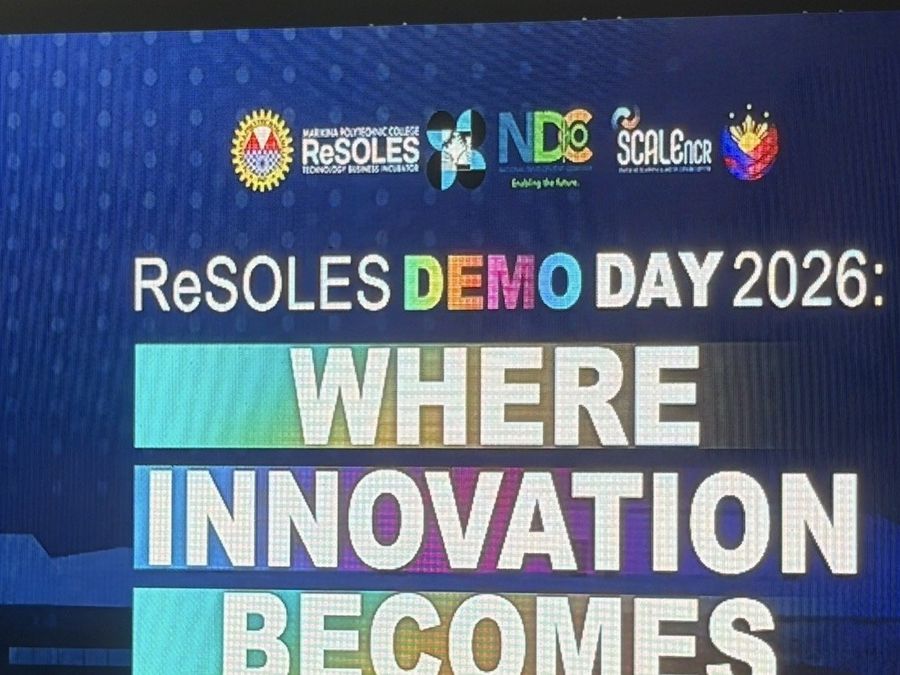 MARIKINA POLYTECHNIC COLLEGE
ReSOLES
TECHNOLOGY BUSINESS INCUBATOR
NDC
Enabling the future.
SCALEncr
ReSOLES DEMO DAY 2026:
WHERE
INNOVATION
BECOMES